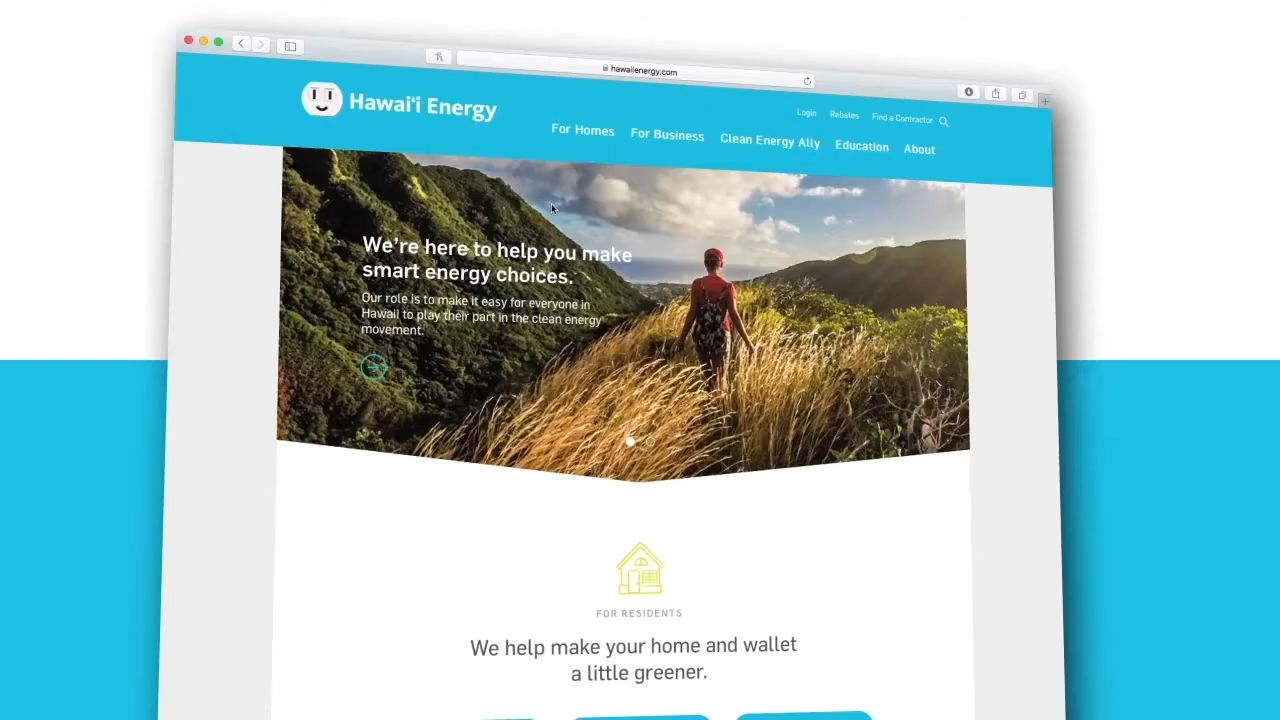 hawaiienergy.com
Hawai'i Energy
Login Rebates Find a Contractor
For Homes For Business Clean Energy Ally Education About
We're here to help you make
smart energy choices.
Our role is to make it easy for everyone in
Hawaii to play their part in the clean energy
movement.
FOR RESIDENTS
We help make your home and wallet
a little greener.